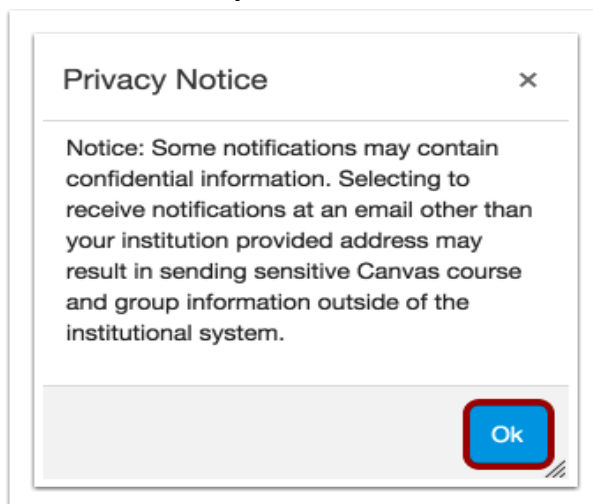 Privacy Notice ×
Notice: Some notifications may contain
confidential information. Selecting to
receive notifications at an email other than
your institution provided address may
result in sending sensitive Canvas course
and group information outside of the
institutional system.
Ok